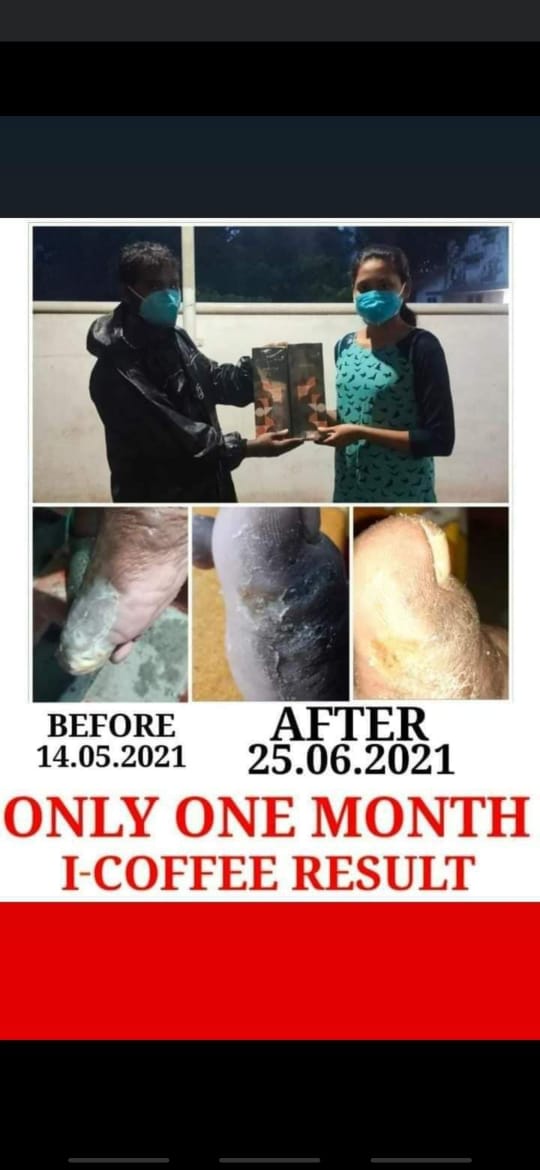 BEFORE
14.05.2021
AFTER
25.06.2021
ONLY ONE MONTH
I-COFFEE RESULT